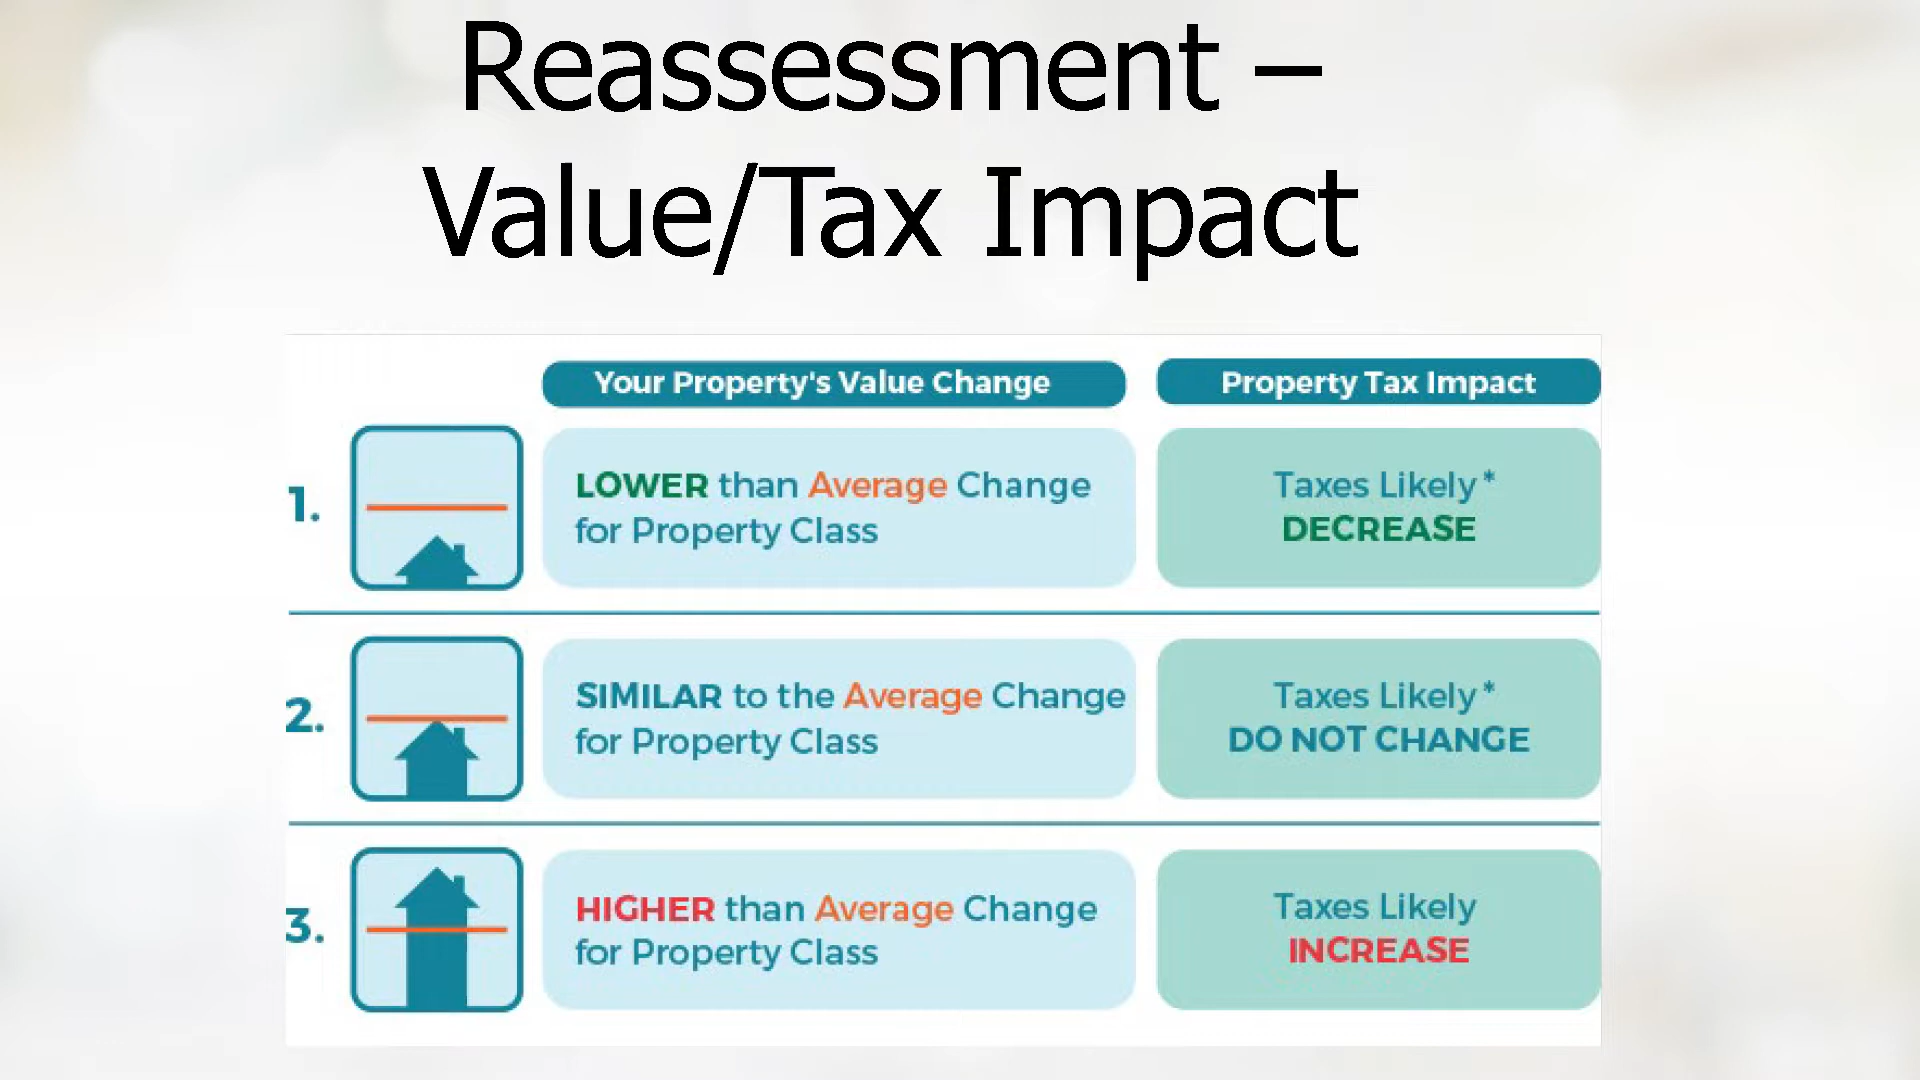 Reassessment –
Value/Tax Impact
Your Property's Value Change
Property Tax Impact
1.
LOWER than Average Change
for Property Class
Taxes Likely*
DECREASE
2.
SIMILAR to the Average Change
for Property Class
Taxes Likely*
DO NOT CHANGE
3.
HIGHER than Average Change
for Property Class
Taxes Likely
INCREASE